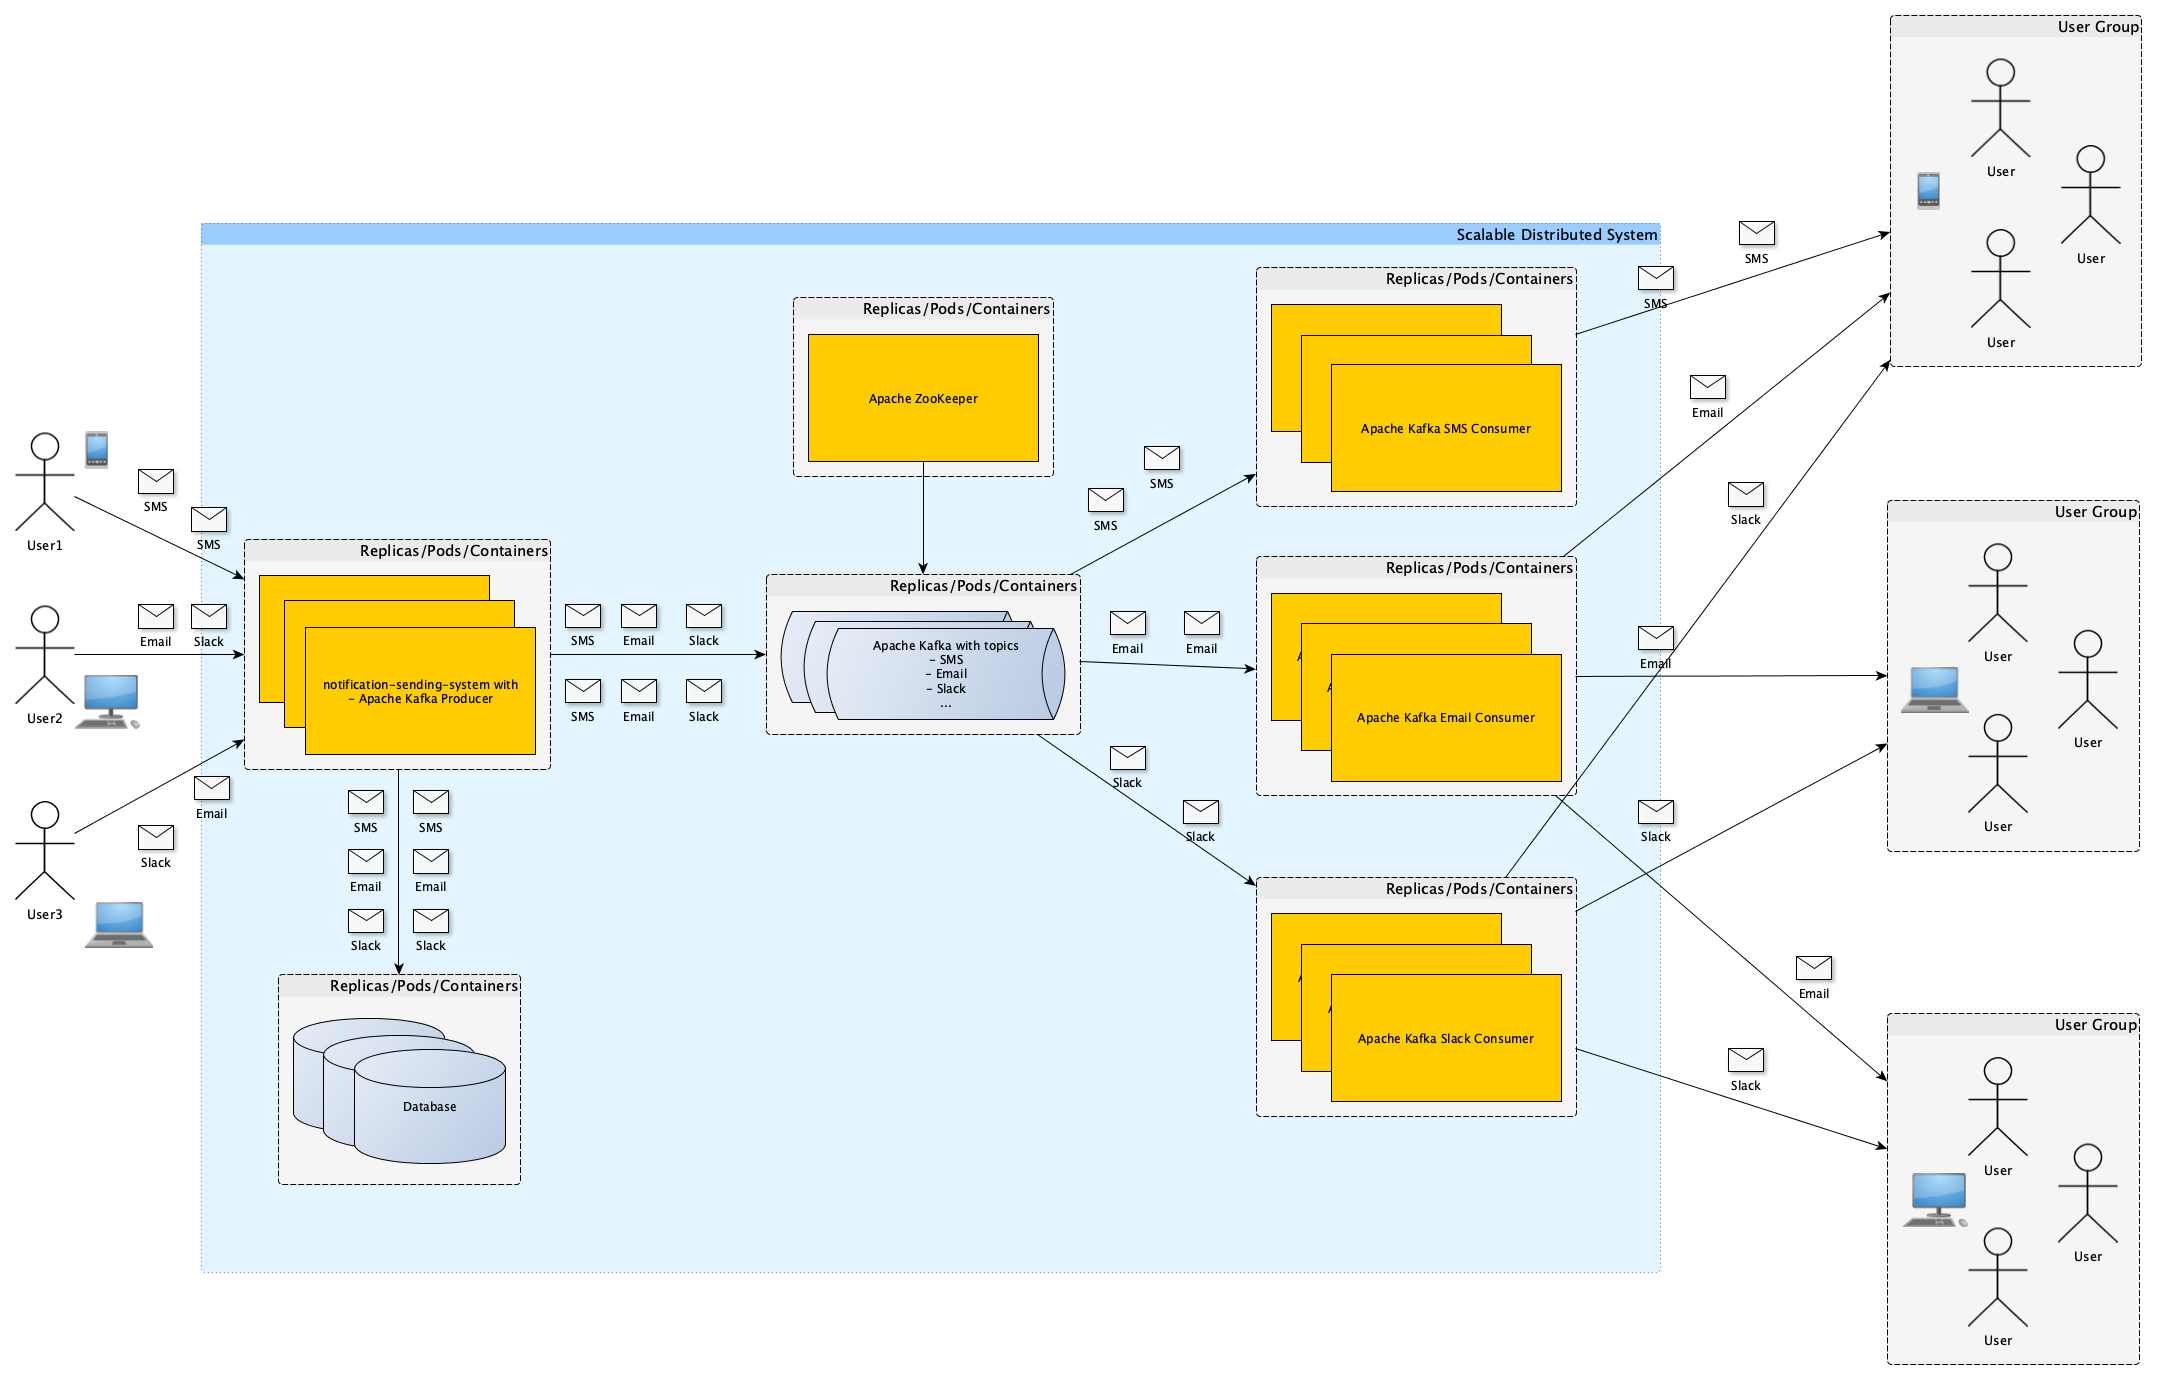 User Group
User
User
User
Scalable Distributed System
SMS
SMS
Replicas/Pods/Containers
Apache Kafka SMS Consumer
Replicas/Pods/Containers
Apache ZooKeeper
Email
Slack
SMS
SMS
SMS
SMS
User1
Replicas/Pods/Containers
notification-sending-system with
- Apache Kafka Producer
Email
Slack
User2
SMS
Email
Slack
SMS
Email
Slack
Replicas/Pods/Containers
Apache Kafka with topics
- SMS
- Email
- Slack
...
Email
Email
Replicas/Pods/Containers
A
A
Apache Kafka Email Consumer
Email
User Group
User
User
User
Email
Slack
User3
SMS
SMS
Email
Email
Slack
Slack
Slack
Slack
Slack
Replicas/Pods/Containers
Database
Replicas/Pods/Containers
A
A
Apache Kafka Slack Consumer
Email
Slack
User Group
User
User
User